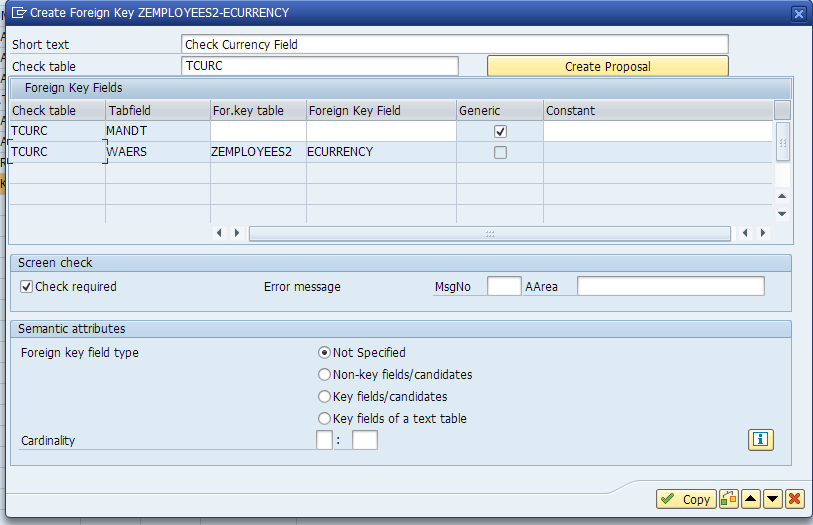 Create Foreign Key ZEMPLOYEES2-ECURRENCY
Short text Check Currency Field
Check table TCURC Create Proposal
Foreign Key Fields
Check table Tabfield For.key table Foreign Key Field Generic Constant
TCURC MANDT
TCURC WAERS ZEMPLOYEES2 ECURRENCY
Screen check
Check required Error message MsgNo AArea
Semantic attributes
Foreign key field type Not Specified
Non-key fields/candidates
Key fields/candidates
Key fields of a text table
Cardinality :
Copy